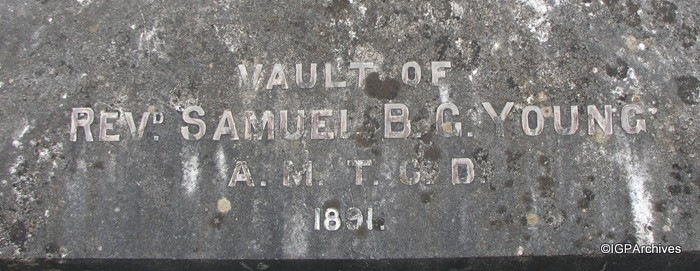 VAULT OF
REVD. SAMUEL B. G. YOUNG
A. M. T. C. D.
1891.
©IGPArchives